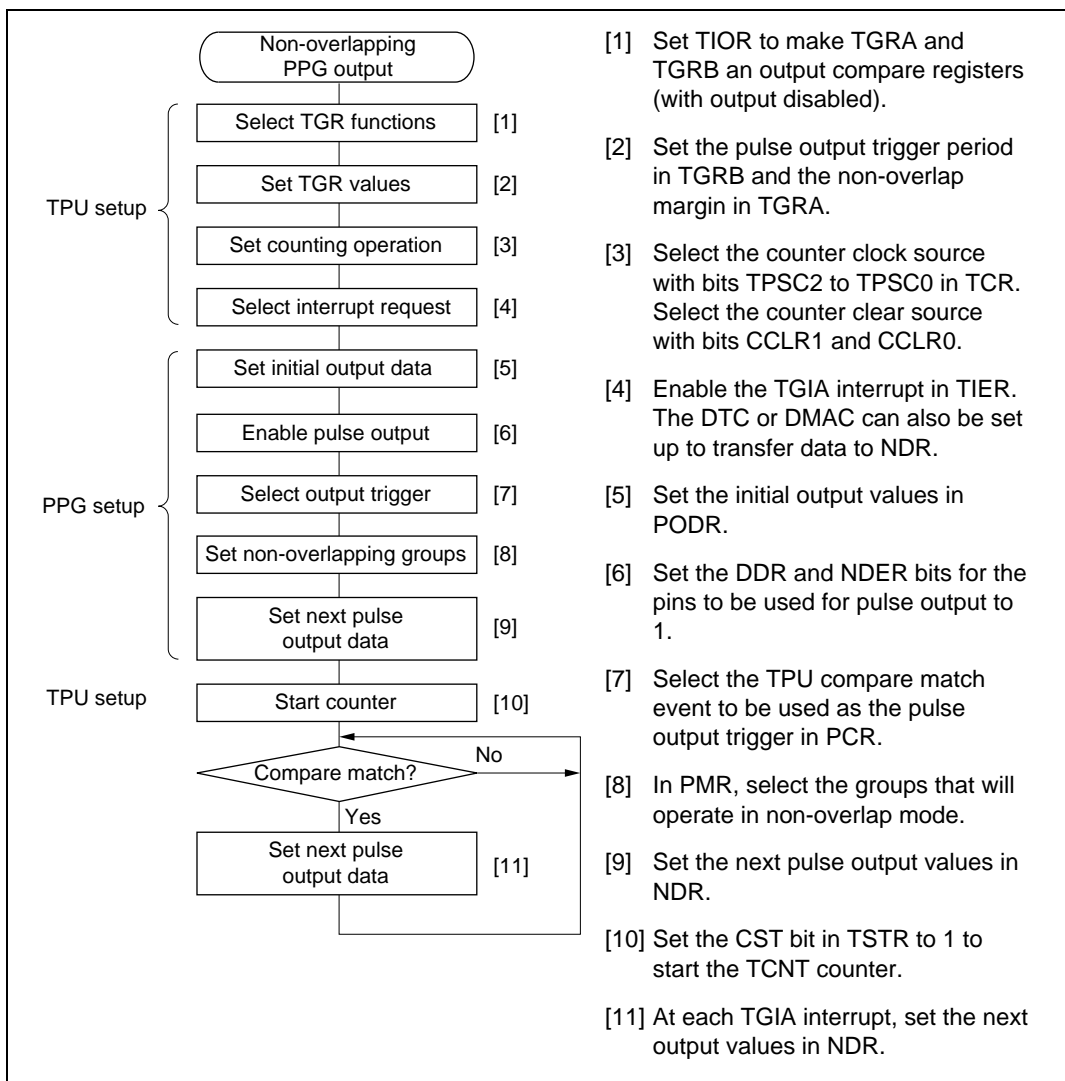 Non-overlapping
PPG output
TPU setup
Select TGR functions
[1]
Set TGR values
[2]
Set counting operation
[3]
Select interrupt request
[4]
PPG setup
Set initial output data
[5]
Enable pulse output
[6]
Select output trigger
[7]
Set non-overlapping groups
[8]
Set next pulse
output data
[9]
TPU setup
Start counter
[10]
Compare match?
No
Yes
Set next pulse
output data
[11]
[1] Set TIOR to make TGRA and
TGRB an output compare registers
(with output disabled).
[2] Set the pulse output trigger period
in TGRB and the non-overlap
margin in TGRA.
[3] Select the counter clock source
with bits TPSC2 to TPSC0 in TCR.
Select the counter clear source
with bits CCLR1 and CCLR0.
[4] Enable the TGIA interrupt in TIER.
The DTC or DMAC can also be set
up to transfer data to NDR.
[5] Set the initial output values in
PODR.
[6] Set the DDR and NDER bits for the
pins to be used for pulse output to
1.
[7] Select the TPU compare match
event to be used as the pulse
output trigger in PCR.
[8] In PMR, select the groups that will
operate in non-overlap mode.
[9] Set the next pulse output values in
NDR.
[10] Set the CST bit in TSTR to 1 to
start the TCNT counter.
[11] At each TGIA interrupt, set the next
output values in NDR.